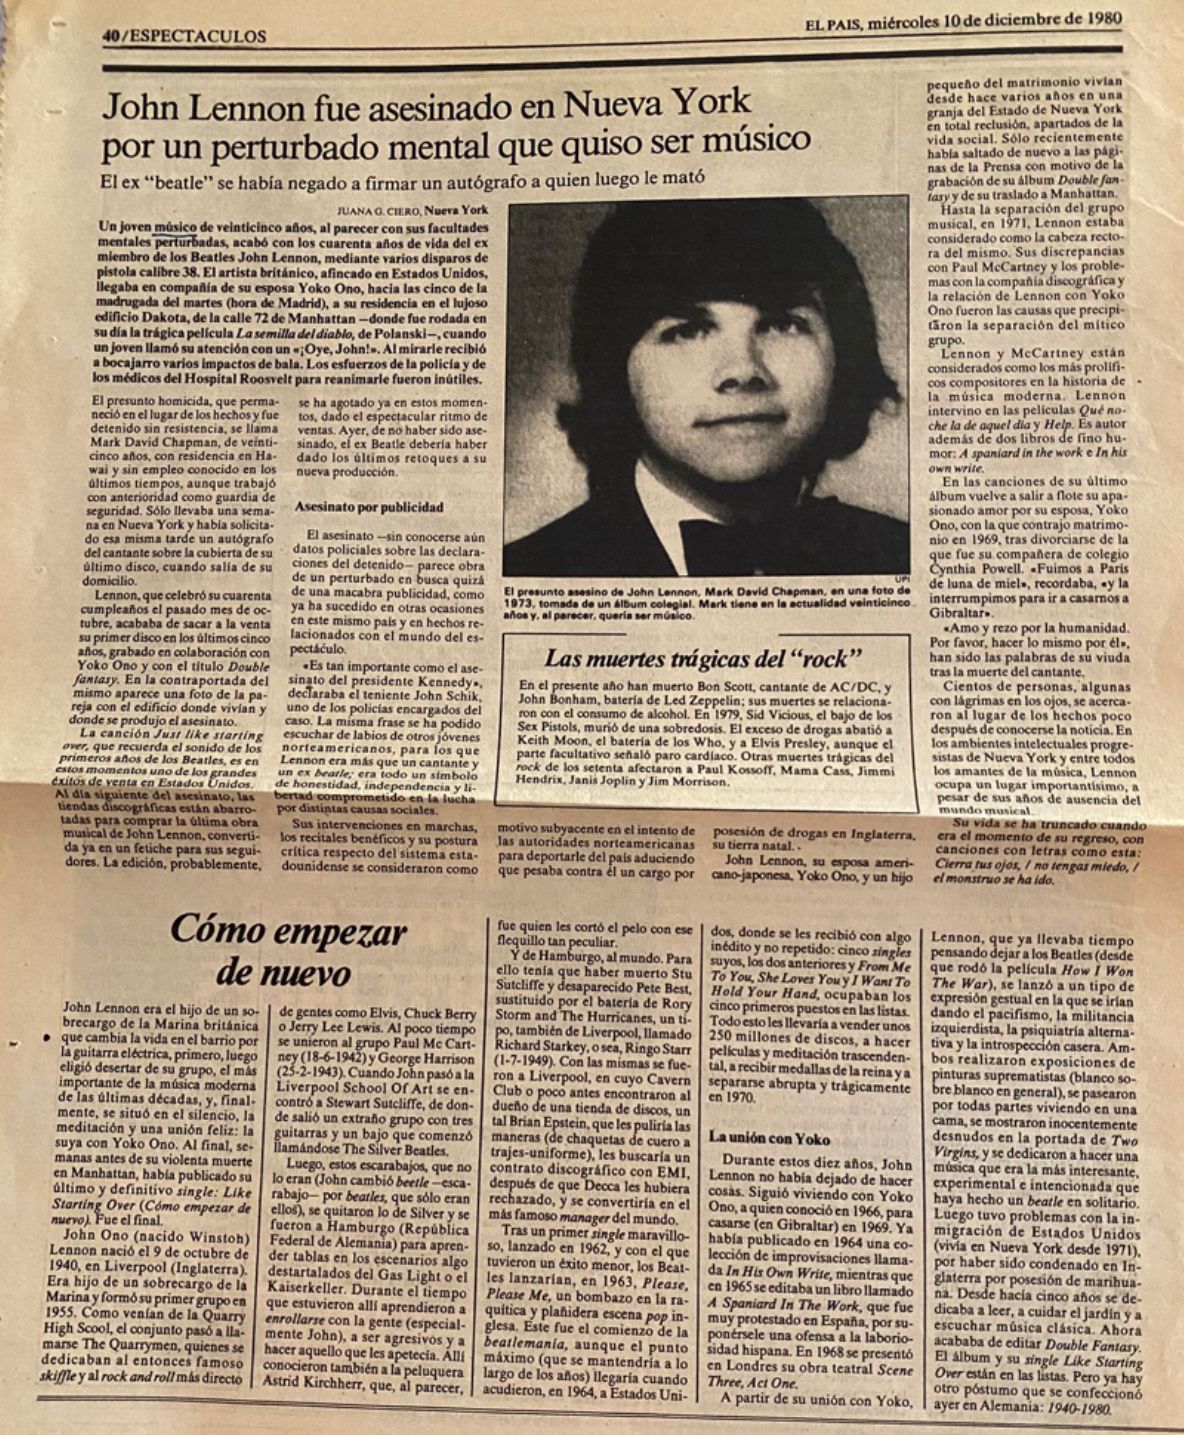 40/ESPECTACULOS
EL PAIS, miércoles 10 de diciembre de 1980
John Lennon fue asesinado en Nueva York
por un perturbado mental que quiso ser músico
El ex “beatle” se había negado a firmar un autógrafo a quien luego le mató
JUANA G. CIERO, Nueva York
Un joven músico de veinticinco años, al parecer con sus facultades
mentales perturbadas, acabó con los cuarenta años de vida del ex
miembro de los Beatles John Lennon, mediante varios disparos de
pistola calibre 38. El artista británico, afincado en Estados Unidos,
llegaba en compañía de su esposa Yoko Ono, hacia las cinco de la
madrugada del martes (hora de Madrid), a su residencia en el lujoso
edificio Dakota, de la calle 72 de Manhattan —donde fue rodada en
su día la trágica película La semilla del diablo, de Polanski—, cuando
un joven llamó su atención con un «¡Oye, John!». Al mirarle recibió
a bocajarro varios impactos de bala. Los esfuerzos de la policía y de
los médicos del Hospital Roosvelt para reanimarle fueron inútiles.
El presunto homicida, que perma-
neció en el lugar de los hechos y fue
detenido sin resistencia, se llama
Mark David Chapman, de veinti-
cinco años, con residencia en Ha-
wai y sin empleo conocido en los
últimos tiempos, aunque trabajó
con anterioridad como guardia de
seguridad. Sólo llevaba una sema-
na en Nueva York y había solicita-
do esa misma tarde un autógrafo
del cantante sobre la cubierta de su
último disco, cuando salía de su
domicilio.
Lennon, que celebró su cuarenta
cumpleaños el pasado mes de oc-
tubre, acababa de sacar a la venta
su primer disco en los últimos cinco
años, grabado en colaboración con
Yoko Ono y con el título Double
fantasy. En la contraportada del
mismo aparece una foto de la pa-
reja con el edificio donde vivían y
donde se produjo el asesinato.
La canción Just like starting
over, que recuerda el sonido de los
primeros años de los Beatles, es en
estos momentos uno de los grandes
éxitos de venta en Estados Unidos.
Al día siguiente del asesinato, las
tiendas discográficas están abarro-
tadas para comprar la última obra
musical de John Lennon, converti-
da ya en un fetiche para sus segui-
dores. La edición, probablemente,
se ha agotado ya en estos momen-
tos, dado el espectacular ritmo de
ventas. Ayer, de no haber sido ase-
sinado, el ex Beatle debería haber
dado los últimos retoques a su
nueva producción.
Asesinato por publicidad
El asesinato —sin conocerse aún
datos policiales sobre las declara-
ciones del detenido— parece obra
de un perturbado en busca quizá
de una macabra publicidad, como
ya ha sucedido en otras ocasiones
en este mismo país y en hechos re-
lacionados con el mundo del es-
pectáculo.
«Es tan importante como el ase-
sinato del presidente Kennedy»,
declaraba el teniente John Schik,
uno de los policías encargados del
caso. La misma frase se ha podido
escuchar de labios de otros jóvenes
norteamericanos, para los que
Lennon era más que un cantante y
un ex beatle; era todo un símbolo
de honestidad, independencia y li-
bertad comprometido en la lucha
por distintas causas sociales.
Sus intervenciones en marchas,
los recitales benéficos y su postura
crítica respecto del sistema esta-
dounidense se consideraron como
UPI
El presunto asesino de John Lennon, Mark David Chapman, en una foto de
1973, tomada de un álbum colegial. Mark tiene en la actualidad veinticinco
años y, al parecer, quería ser músico.
Las muertes trágicas del “rock”
En el presente año han muerto Bon Scott, cantante de AC/DC, y
John Bonham, batería de Led Zeppelin; sus muertes se relaciona-
ron con el consumo de alcohol. En 1979, Sid Vicious, el bajo de los
Sex Pistols, murió de una sobredosis. El exceso de drogas abatió a
Keith Moon, el batería de los Who, y a Elvis Presley, aunque el
parte facultativo señaló paro cardíaco. Otras muertes trágicas del
rock de los setenta afectaron a Paul Kossoff, Mama Cass, Jimmi
Hendrix, Janis Joplin y Jim Morrison.
motivo subyacente en el intento de
las autoridades norteamericanas
para deportarle del país aduciendo
que pesaba contra él un cargo por
posesión de drogas en Inglaterra,
su tierra natal.
John Lennon, su esposa ameri-
cano-japonesa, Yoko Ono, y un hijo
pequeño del matrimonio vivían
desde hace varios años en una
granja del Estado de Nueva York
en total reclusión, apartados de la
vida social. Sólo recientemente
había saltado de nuevo a las pági-
nas de la Prensa con motivo de la
grabación de su álbum Double fan-
tasy y de su traslado a Manhattan.
Hasta la separación del grupo
musical, en 1971, Lennon estaba
considerado como la cabeza recto-
ra del mismo. Sus discrepancias
con Paul McCartney y los proble-
mas con la compañía discográfica y
la relación de Lennon con Yoko
Ono fueron las causas que precipi-
taron la separación del mítico
grupo.
Lennon y McCartney están
considerados como los más prolífi-
cos compositores en la historia de
la música moderna. Lennon
intervino en las películas Qué no-
che la de aquel día y Help. Es autor
además de dos libros de fino hu-
mor: A spaniard in the work e In his
own write.
En las canciones de su último
álbum vuelve a salir a flote su apa-
sionado amor por su esposa, Yoko
Ono, con la que contrajo matrimo-
nio en 1969, tras divorciarse de la
que fue su compañera de colegio
Cynthia Powell. «Fuimos a París
de luna de miel», recordaba, «y la
interrumpimos para ir a casarnos a
Gibraltar».
«Amo y rezo por la humanidad.
Por favor, hacer lo mismo por él»,
han sido las palabras de su viuda
tras la muerte del cantante.
Cientos de personas, algunas
con lágrimas en los ojos, se acerca-
ron al lugar de los hechos poco
después de conocerse la noticia. En
los ambientes intelectuales progre-
sistas de Nueva York y entre todos
los amantes de la música, Lennon
ocupa un lugar importantísimo, a
pesar de sus años de ausencia del
mundo musical.
Su vida se ha truncado cuando
era el momento de su regreso, con
canciones con letras como esta:
Cierra tus ojos, / no tengas miedo, /
el monstruo se ha ido.
Cómo empezar
de nuevo
John Lennon era el hijo de un so-
brecargo de la Marina británica
que cambia la vida en el barrio por
la guitarra eléctrica, primero, luego
eligió desertar de su grupo, el más
importante de la música moderna
de las últimas décadas, y, final-
mente, se situó en el silencio, la
meditación y una unión feliz: la
suya con Yoko Ono. Al final, se-
manas antes de su violenta muerte
en Manhattan, había publicado su
último y definitivo single: Like
Starting Over (Cómo empezar de
nuevo). Fue el final.
John Ono (nacido Winstoh)
Lennon nació el 9 de octubre de
1940, en Liverpool (Inglaterra).
Era hijo de un sobrecargo de la
Marina y formó su primer grupo en
1955. Como venían de la Quarry
High Scool, el conjunto pasó a lla-
marse The Quarrymen, quienes se
dedicaban al entonces famoso
skiffle y al rock and roll más directo
de gentes como Elvis, Chuck Berry
o Jerry Lee Lewis. Al poco tiempo
se unieron al grupo Paul Mc Cart-
ney (18-6-1942) y George Harrison
(25-2-1943). Cuando John pasó a la
Liverpool School Of Art se en-
contró a Stewart Sutcliffe, de don-
de salió un extraño grupo con tres
guitarras y un bajo que comenzó
llamándose The Silver Beatles.
Luego, estos escarabajos, que no
lo eran (John cambió beetle —esca-
rabajo— por beatles, que sólo eran
ellos), se quitaron lo de Silver y se
fueron a Hamburgo (República
Federal de Alemania) para apren-
der tablas en los escenarios algo
destartalados del Gas Light o el
Kaiserkeller. Durante el tiempo
que estuvieron allí aprendieron a
enrollarse con la gente (especial-
mente John), a ser agresivos y a
hacer aquello que les apetecía. Allí
conocieron también a la peluquera
Astrid Kirchherr, que, al parecer,
fue quien les cortó el pelo con ese
flequillo tan peculiar.
Y de Hamburgo, al mundo. Para
ello tenía que haber muerto Stu
Sutcliffe y desaparecido Pete Best,
sustituido por el batería de Rory
Storm and The Hurricanes, un ti-
po, también de Liverpool, llamado
Richard Starkey, o sea, Ringo Starr
(1-7-1949). Con las mismas se fue-
ron a Liverpool, en cuyo Cavern
Club o poco antes encontraron al
dueño de una tienda de discos, un
tal Brian Epstein, que les puliría las
maneras (de chaquetas de cuero a
trajes-uniforme), les buscaría un
contrato discográfico con EMI,
después de que Decca les hubiera
rechazado, y se convertiría en el
más famoso manager del mundo.
Tras un primer single maravillo-
so, lanzado en 1962, y con el que
tuvieron un éxito menor, los Beat-
les lanzarían, en 1963, Please,
Please Me, un bombazo en la ra-
quítica y plañidera escena pop in-
glesa. Este fue el comienzo de la
beatlemania, aunque el punto
máximo (que se mantendría a lo
largo de los años) llegaría cuando
acudieron, en 1964, a Estados Uni-
dos, donde se les recibió con algo
inédito y no repetido: cinco singles
suyos, los dos anteriores y From Me
To You, She Loves You y I Want To
Hold Your Hand, ocupaban los
cinco primeros puestos en las listas.
Todo esto les llevaría a vender unos
250 millones de discos, a hacer
películas y meditación trascenden-
tal, a recibir medallas de la reina y a
separarse abrupta y trágicamente
en 1970.
La unión con Yoko
Durante estos diez años, John
Lennon no había dejado de hacer
cosas. Siguió viviendo con Yoko
Ono, a quien conoció en 1966, para
casarse (en Gibraltar) en 1969. Ya
había publicado en 1964 una co-
lección de improvisaciones llama-
da In His Own Write, mientras que
en 1965 se editaba un libro llamado
A Spaniard In The Work, que fue
muy protestado en España, por su-
ponérsele una ofensa a la laborio-
sidad hispana. En 1968 se presentó
en Londres su obra teatral Scene
Three, Act One.
A partir de su unión con Yoko,
Lennon, que ya llevaba tiempo
pensando dejar a los Beatles (desde
que rodó la película How I Won
The War), se lanzó a un tipo de
expresión gestual en la que se irían
dando el pacifismo, la militancia
izquierdista, la psiquiatría alterna-
tiva y la introspección casera. Am-
bos realizaron exposiciones de
pinturas suprematistas (blanco so-
bre blanco en general), se pasearon
por todas partes viviendo en una
cama, se mostraron inocentemente
desnudos en la portada de Two
Virgins, y se dedicaron a hacer una
música que era la más interesante,
experimental e intencionada que
haya hecho un beatle en solitario.
Luego tuvo problemas con la in-
migración de Estados Unidos
(vivía en Nueva York desde 1971),
por haber sido condenado en In-
glaterra por posesión de marihua-
na. Desde hacía cinco años se de-
dicaba a leer, a cuidar el jardín y a
escuchar música clásica. Ahora
acababa de editar Double Fantasy.
El álbum y su single Like Starting
Over están en las listas. Pero ya hay
otro póstumo que se confeccionó
ayer en Alemania: 1940-1980.